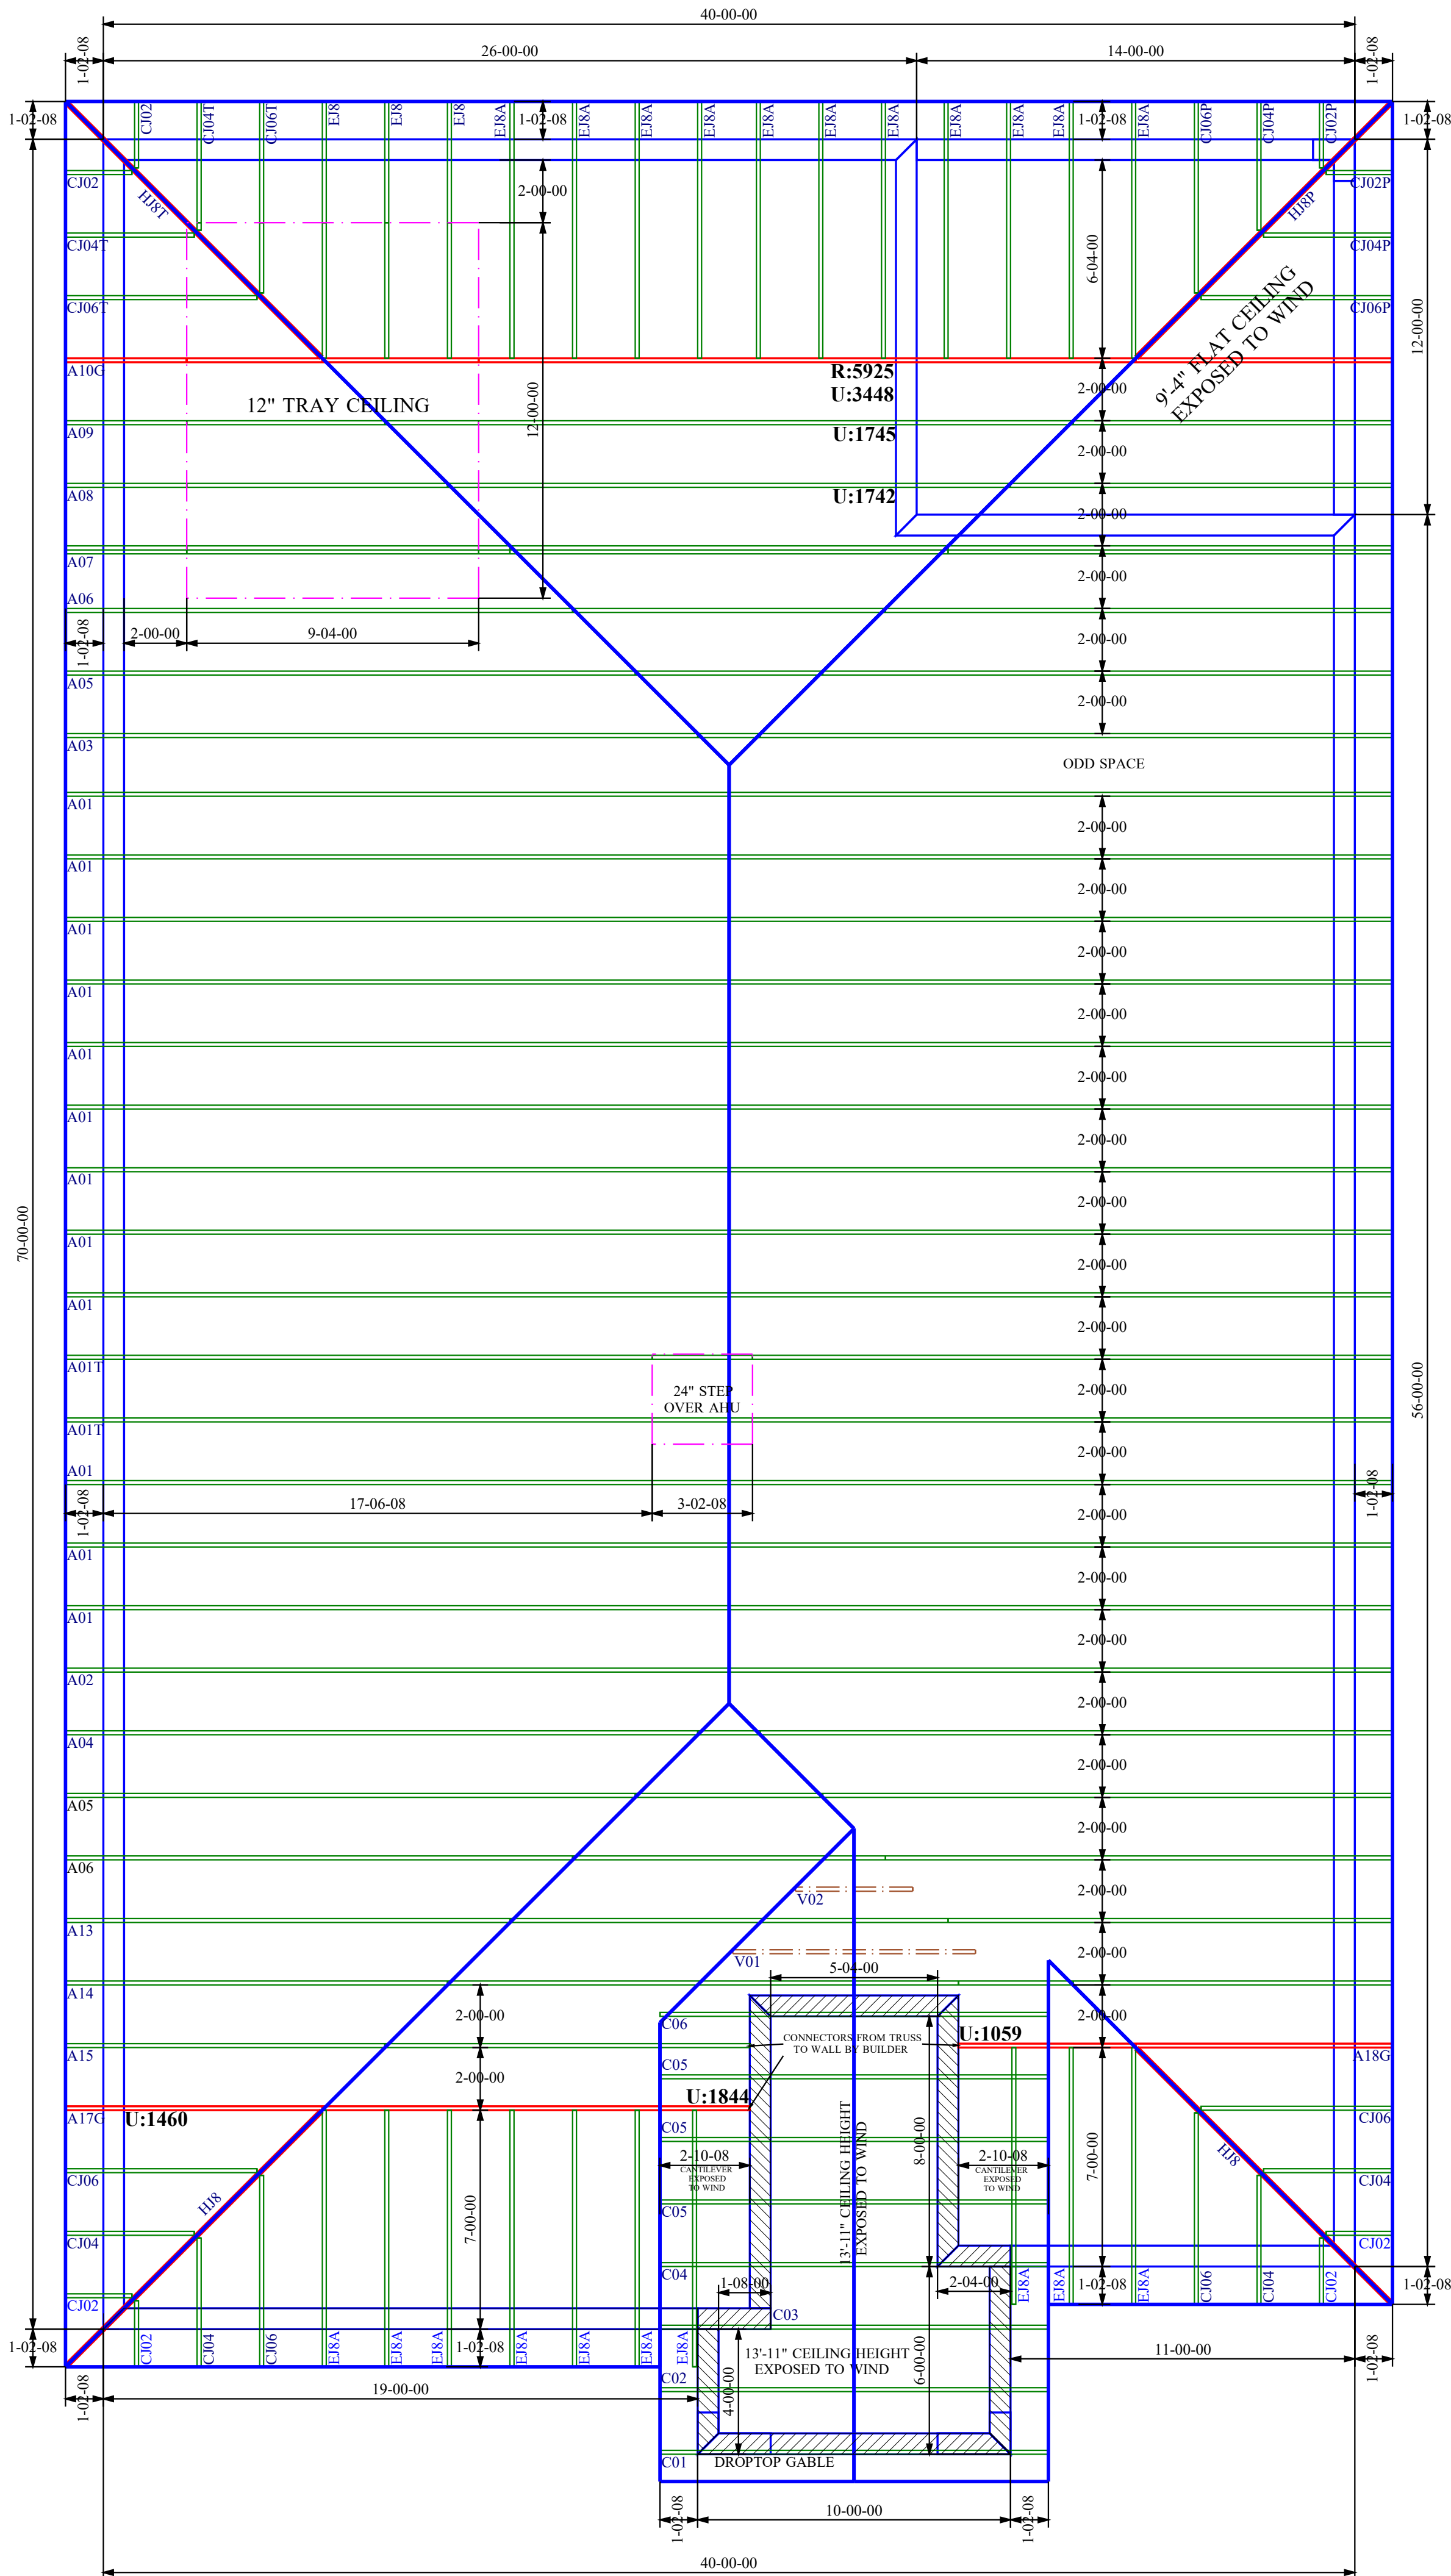 40-00-00
26-00-00
14-00-00
1-02-08
1-02-08
1-02-08
1-02-08
1-02-08
1-02-08
CJ02
CJ04T
CJ06T
EJ8
EJ8
EJ8
EJ8A
EJ8A
EJ8A
EJ8A
EJ8A
EJ8A
EJ8A
EJ8A
EJ8A
EJ8A
EJ8A
CJ06P
CJ04P
CJ02P
CJ02
CJ02P
HJ8T
HJ8P
2-00-00
CJ04T
CJ04P
6-04-00
CJ06T
CJ06P
9'-4" FLAT CEILING
EXPOSED TO WIND
12-00-00
A10G
R:5925
U:3448
2-00-00
12" TRAY CEILING
12-00-00
A09
U:1745
2-00-00
A08
U:1742
2-00-00
A07
2-00-00
A06
1-02-08
2-00-00
9-04-00
2-00-00
A05
2-00-00
A03
ODD SPACE
A01
2-00-00
A01
2-00-00
A01
2-00-00
A01
2-00-00
A01
2-00-00
A01
2-00-00
A01
2-00-00
70-00-00
A01
2-00-00
A01
2-00-00
A01T
24" STEP
OVER AHU
2-00-00
56-00-00
A01T
2-00-00
A01
1-02-08
17-06-08
3-02-08
2-00-00
1-02-08
A01
2-00-00
A01
2-00-00
A02
2-00-00
A04
2-00-00
A05
2-00-00
A06
2-00-00
V02
A13
2-00-00
V01
5-04-00
A14
2-00-00
2-00-00
C06
CONNECTORS FROM TRUSS
TO WALL BY BUILDER
U:1059
A15
C05
A18G
2-00-00
U:1844
A17G
U:1460
C05
CJ06
13'-11" CEILING HEIGHT
EXPOSED TO WIND
8-00-00
2-10-08
CANTILEVER
EXPOSED
TO WIND
2-10-08
CANTILEVER
EXPOSED
TO WIND
7-00-00
HJ8
CJ06
HJ8
CJ04
7-00-00
C05
CJ04
CJ02
C04
1-08-00
2-04-00
EJ8A
EJ8A
1-02-08
EJ8A
CJ06
CJ04
CJ02
1-02-08
CJ02
C03
1-02-08
CJ02
CJ04
CJ06
EJ8A
EJ8A
EJ8A
1-02-08
EJ8A
EJ8A
EJ8A
EJ8A
13'-11" CEILING HEIGHT
EXPOSED TO WIND
6-00-00
11-00-00
1-02-08
C02
4-00-00
1-02-08
19-00-00
C01
DROPTOP GABLE
1-02-08
10-00-00
1-02-08
40-00-00